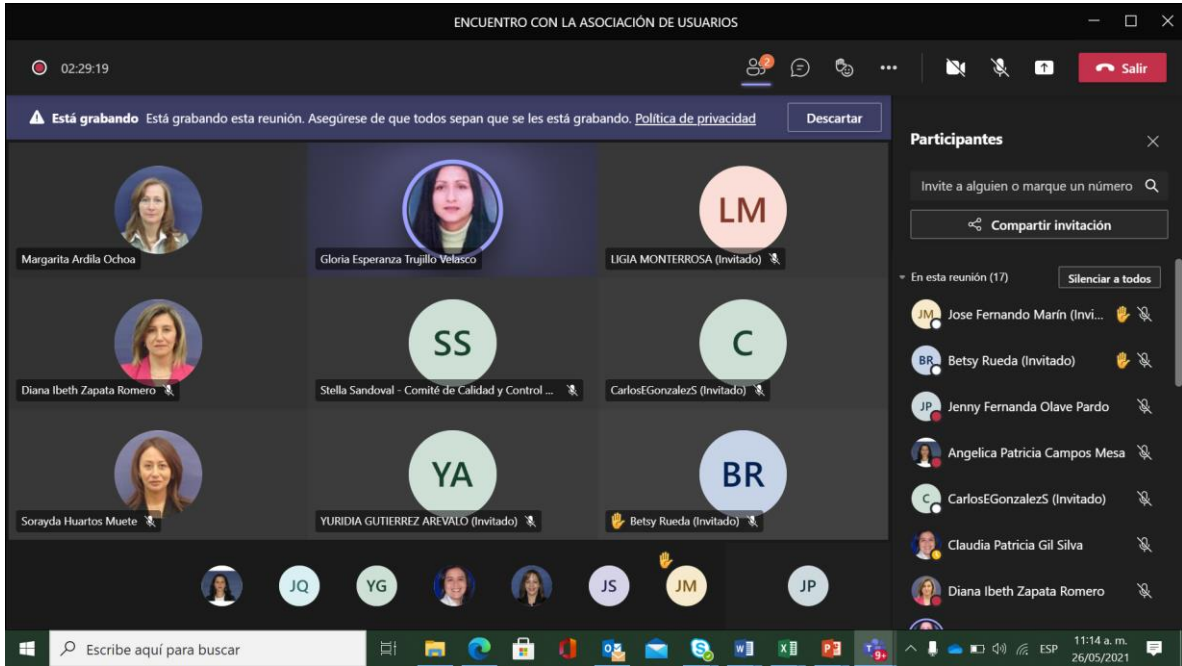 ENCUENTRO CON LA ASOCIACIÓN DE USUARIOS
02:29:19
2
Salir
Está grabando Está grabando esta reunión. Asegúrese de que todos sepan que se les está grabando. Política de privacidad
Descartar
Margarita Ardila Ochoa
Gloria Esperanza Trujillo Velasco
LM
LIGIA MONTERROSA (Invitado)
Diana Ibeth Zapata Romero
SS
Stella Sandoval - Comité de Calidad y Control ...
C
CarlosEGonzalezS (Invitado)
Sorayda Huartos Muete
YA
YURIDIA GUTIERREZ AREVALO (Invitado)
BR
Betsy Rueda (Invitado)
JQ
YG
JS
JM
JP
Participantes
Invite a alguien o marque un número
Compartir invitación
En esta reunión (17)
Silenciar a todos
JM
Jose Fernando Marín (Invi...
BR
Betsy Rueda (Invitado)
JP
Jenny Fernanda Olave Pardo
Angelica Patricia Campos Mesa
C
CarlosEGonzalezS (Invitado)
Claudia Patricia Gil Silva
Diana Ibeth Zapata Romero
Escribe aquí para buscar
9+
ESP
11:14 a. m.
26/05/2021